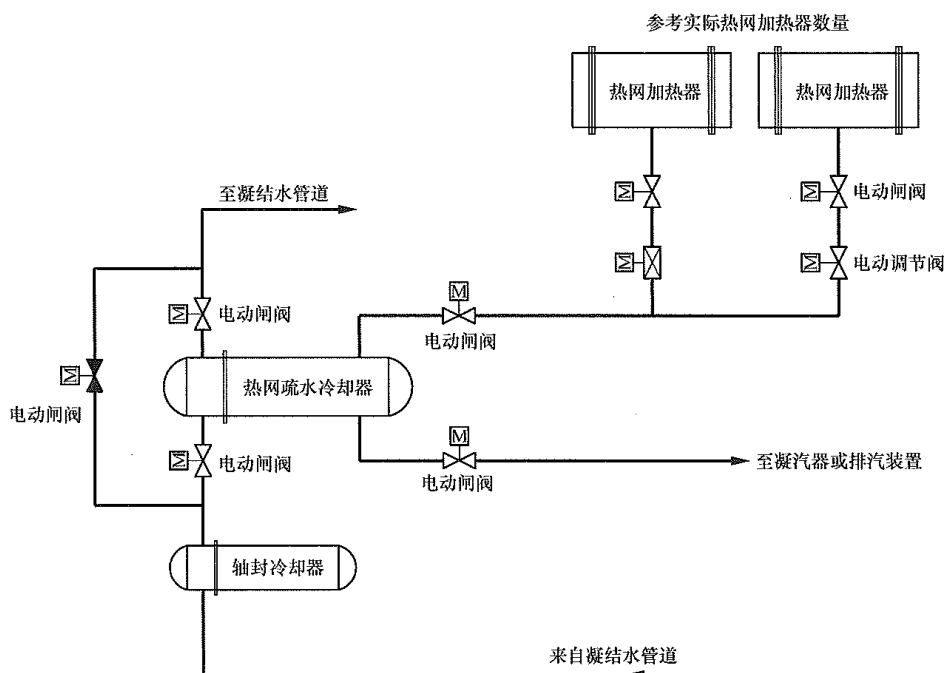 参考实际热网加热器数量
热网加热器
热网加热器
M
M
电动闸阀
至凝结水管道
M
M
电动调节阀
M
M
电动闸阀
电动闸阀
M
热网疏水冷却器
电动闸阀
M
M
电动闸阀
至凝汽器或排汽装置
电动闸阀
轴封冷却器
来自凝结水管道